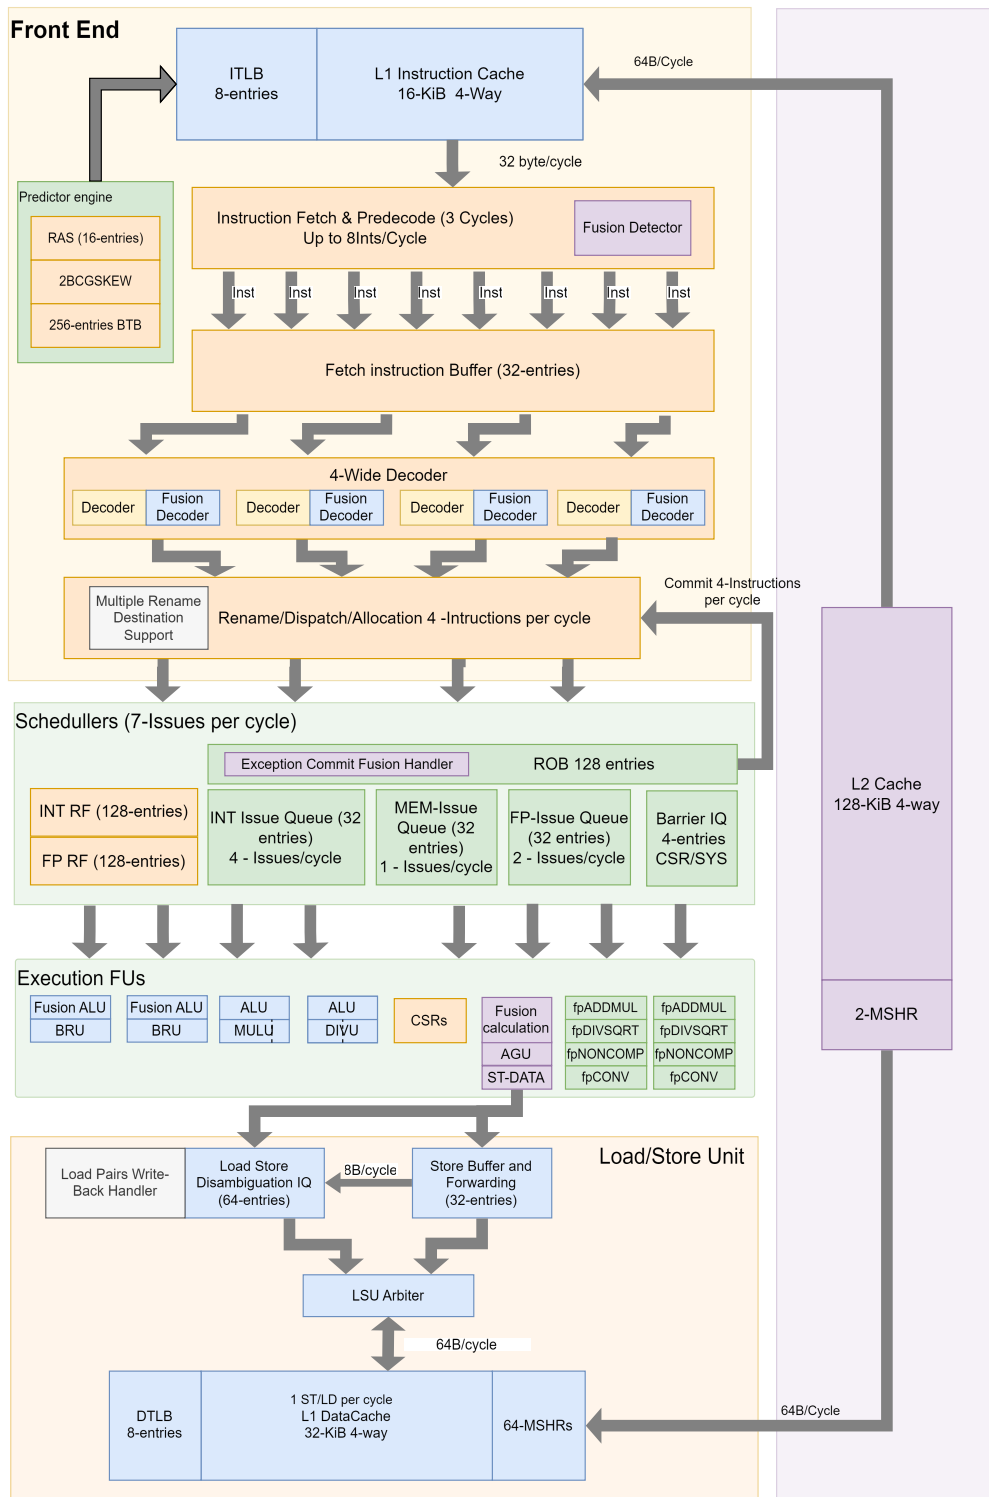 Front End
ITLB
8-entries
L1 Instruction Cache
16-KiB  4-Way
64B/Cycle
32 byte/cycle
Predictor engine
RAS (16-entries)
2BCGSKEW
256-entries BTB
Instruction Fetch & Predecode (3 Cycles)
Up to 8Ints/Cycle
Fusion Detector
Inst
Inst
Inst
Inst
Inst
Inst
Inst
Inst
Fetch instruction Buffer (32-entries)
4-Wide Decoder
Decoder
Fusion
Decoder
Decoder
Fusion
Decoder
Decoder
Fusion
Decoder
Decoder
Fusion
Decoder
Multiple Rename
Destination
Support
Rename/Dispatch/Allocation 4 -Intructions per cycle
Commit 4-Instructions
per cycle
Schedullers (7-Issues per cycle)
Exception Commit Fusion Handler
ROB 128 entries
INT RF (128-entries)
FP RF (128-entries)
INT Issue Queue (32
entries)
4 - Issues/cycle
MEM-Issue
Queue (32
entries)
1 - Issues/cycle
FP-Issue Queue
(32 entries)
2 - Issues/cycle
Barrier IQ
4-entries
CSR/SYS
L2 Cache
128-KiB 4-way
2-MSHR
Execution FUs
Fusion ALU
BRU
Fusion ALU
BRU
ALU
MULU
ALU
DIVU
CSRs
Fusion
calculation
AGU
ST-DATA
fpADDMUL
fpDIVSQRT
fpNONCOMP
fpCONV
fpADDMUL
fpDIVSQRT
fpNONCOMP
fpCONV
Load/Store Unit
Load Pairs Write-
Back Handler
Load Store
Disambiguation IQ
(64-entries)
8B/cycle
Store Buffer and
Forwarding
(32-entries)
LSU Arbiter
64B/cycle
DTLB
8-entries
1 ST/LD per cycle
L1 DataCache
32-KiB 4-way
64-MSHRs
64B/Cycle